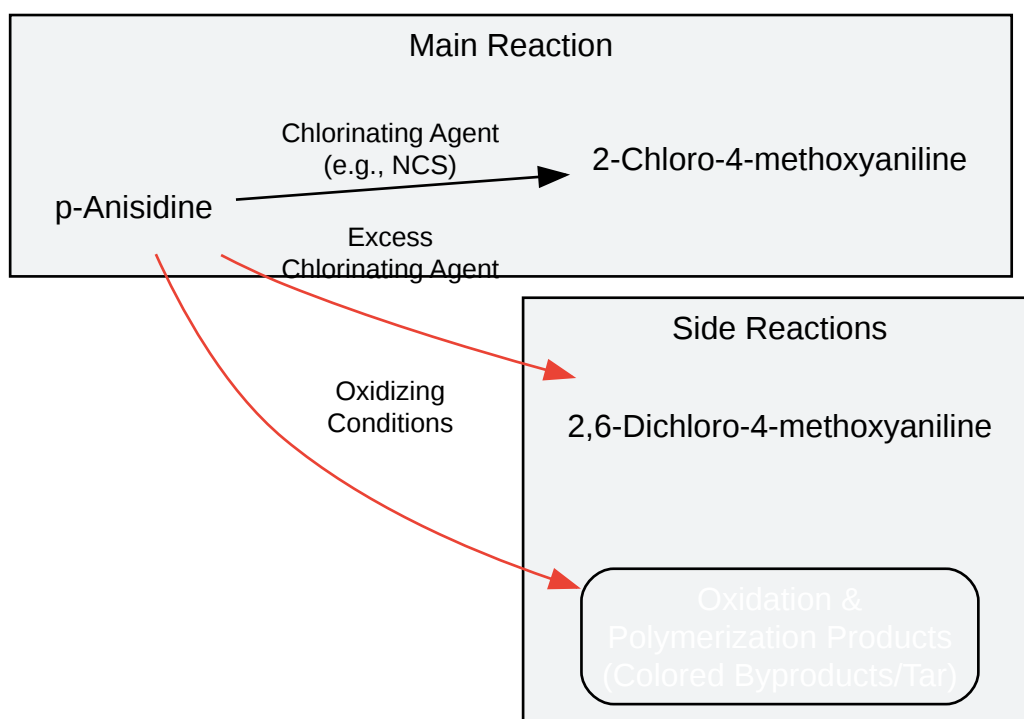 Main Reaction
Chlorinating Agent
(e.g., NCS)
2-Chloro-4-methoxyaniline
p-Anisidine
Excess
Chlorinating Agent
Side Reactions
Oxidizing
Conditions
2,6-Dichloro-4-methoxyaniline
Oxidation &
Polymerization Products
(Colored Byproducts/Tar)